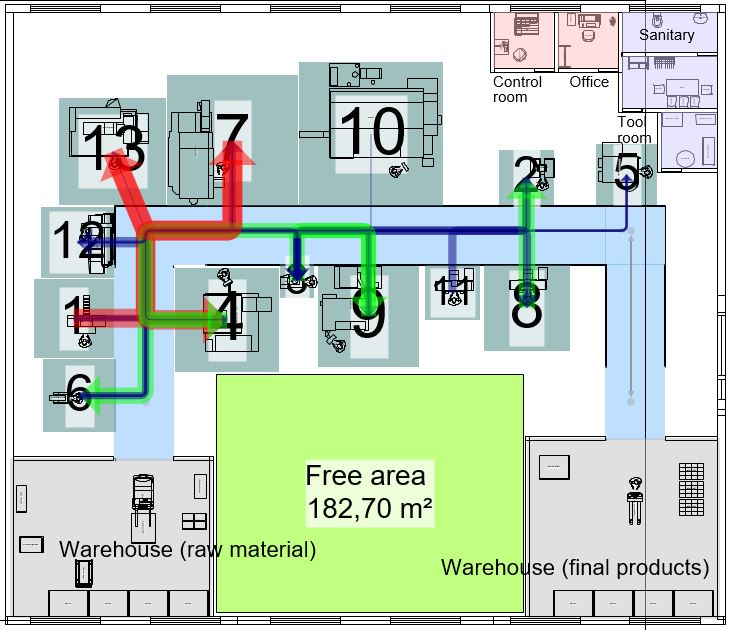 Sanitary
Control
room
Office
Tool
room
13
7
10
2
5
12
3
11
1
4
9
8
6
Free area
182,70 m²
Warehouse (raw material)
Warehouse (final products)